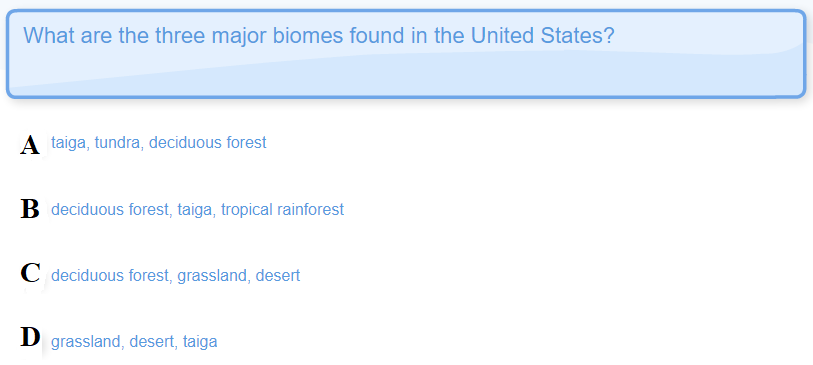 What are the three major biomes found in the United States?
A taiga, tundra, deciduous forest
B deciduous forest, taiga, tropical rainforest
C deciduous forest, grassland, desert
D grassland, desert, taiga